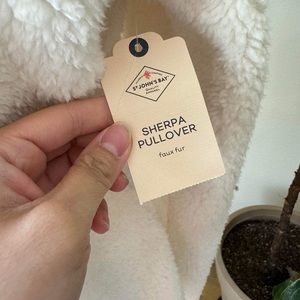 ST JOHN'S BAY
SHERPA
PULLOVER
faux fur